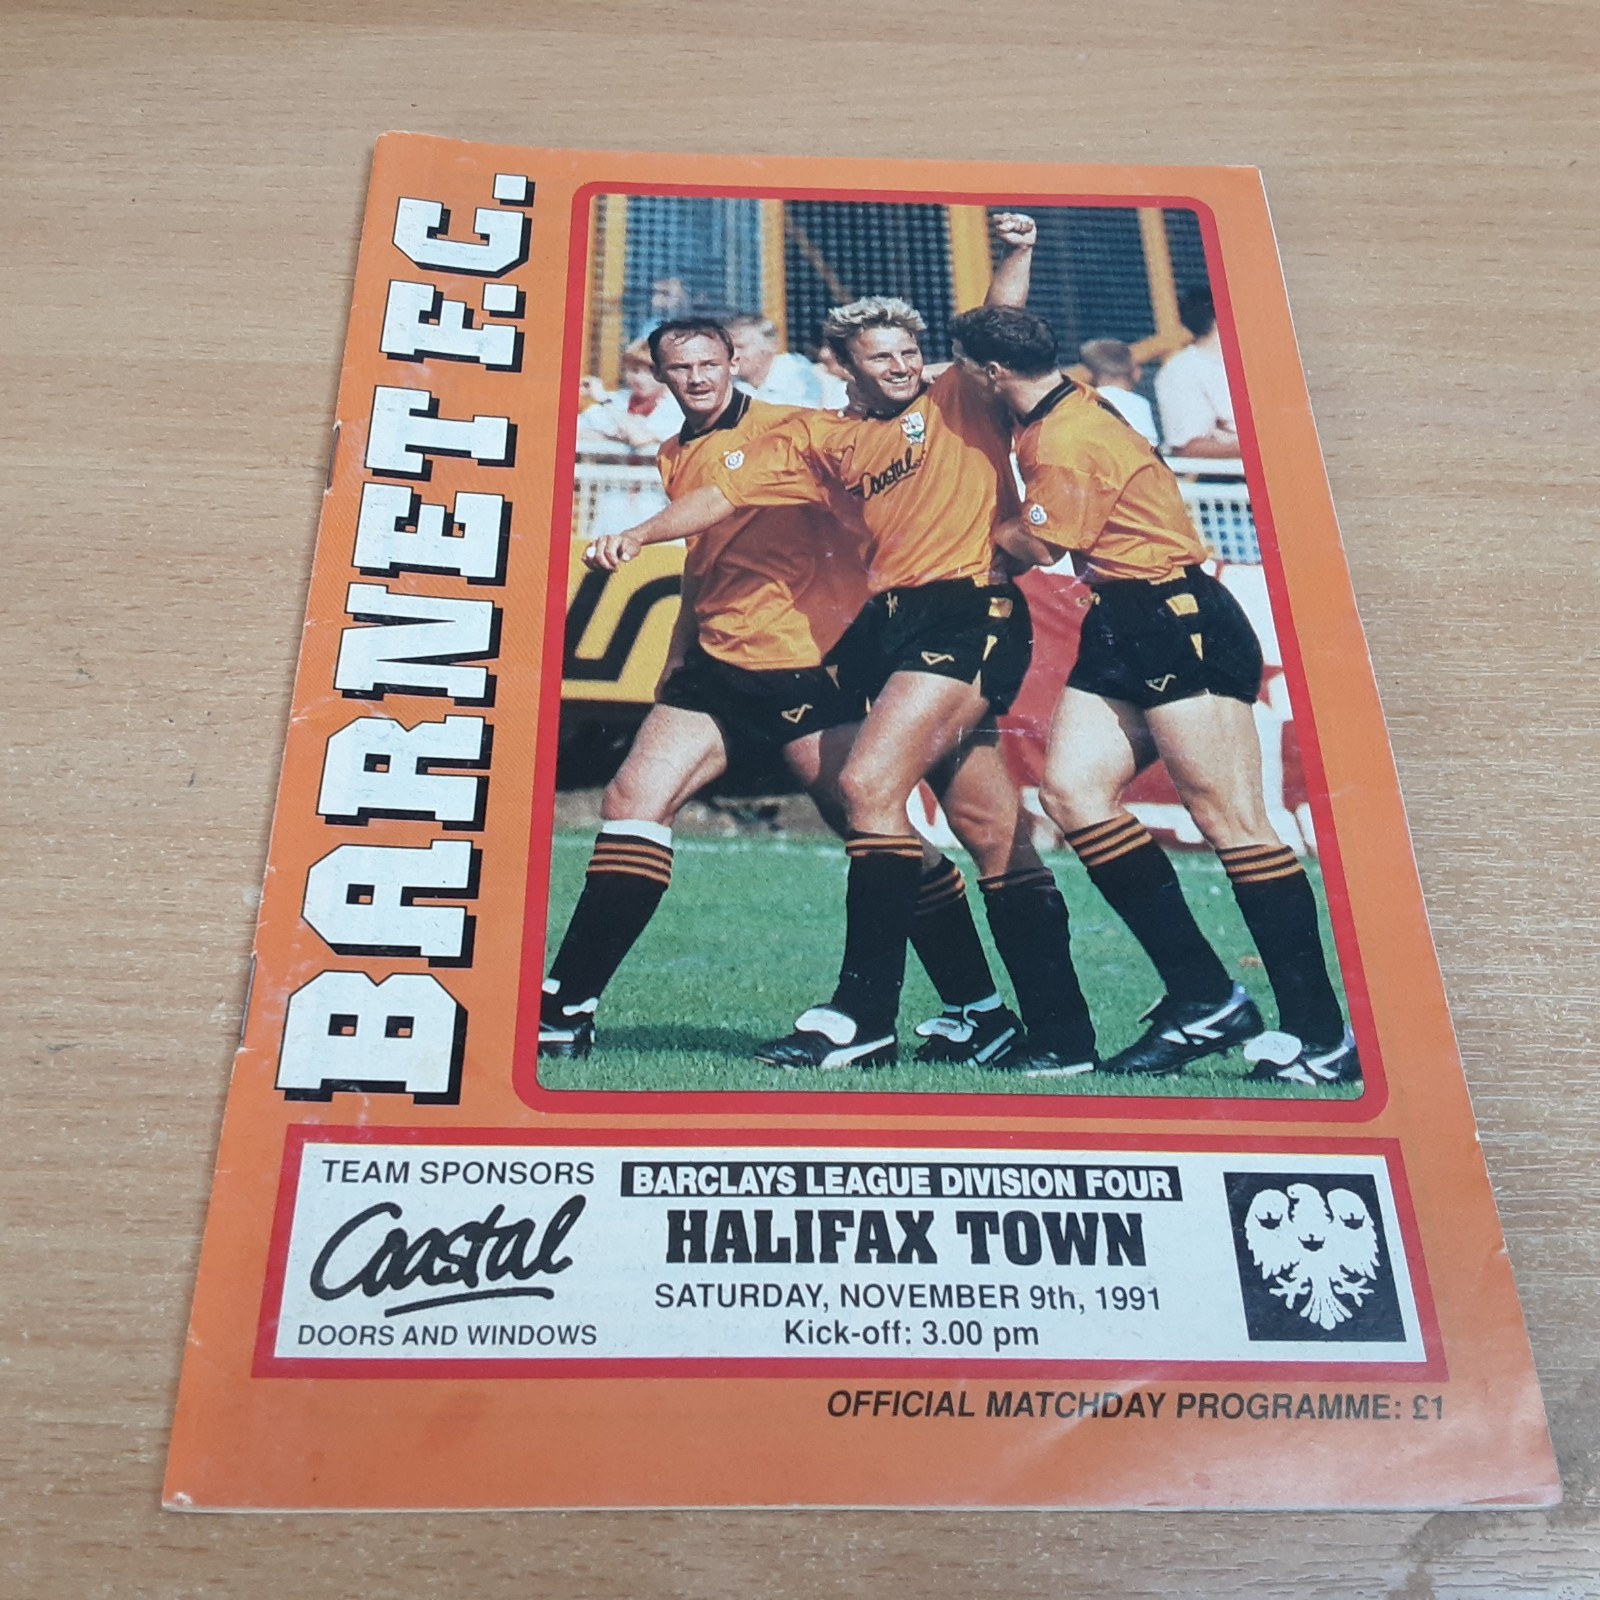 BARNET F.C.
Coastal
TEAM SPONSORS
Coastal
DOORS AND WINDOWS
BARCLAYS LEAGUE DIVISION FOUR
HALIFAX TOWN
SATURDAY, NOVEMBER 9th, 1991
Kick-off: 3.00 pm
OFFICIAL MATCHDAY PROGRAMME: £1